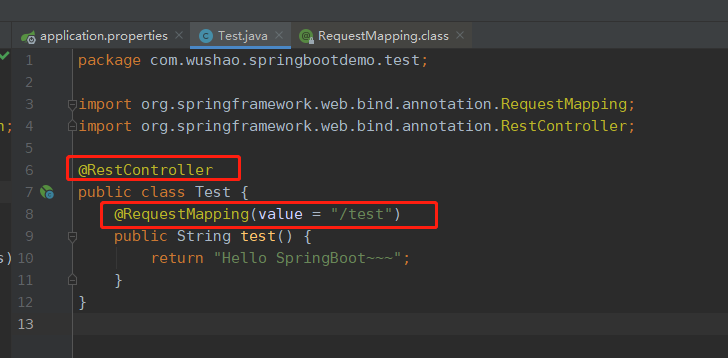 application.properties Test.java RequestMapping.class
1 package com.wushao.springbootdemo.test;
2
3 import org.springframework.web.bind.annotation.RequestMapping;
n; 4 import org.springframework.web.bind.annotation.RestController;
5
6 @RestController
7 public class Test {
8 @RequestMapping(value = "/test")
9 public String test() {
s) 10 return "Hello SpringBoot~~~";
11 }
12 }
13